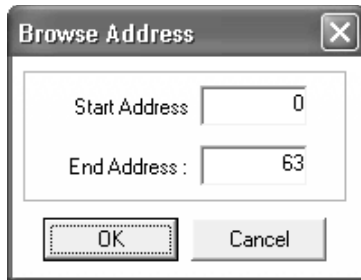 Browse Address
Start Address 0
End Address : 63
OK Cancel